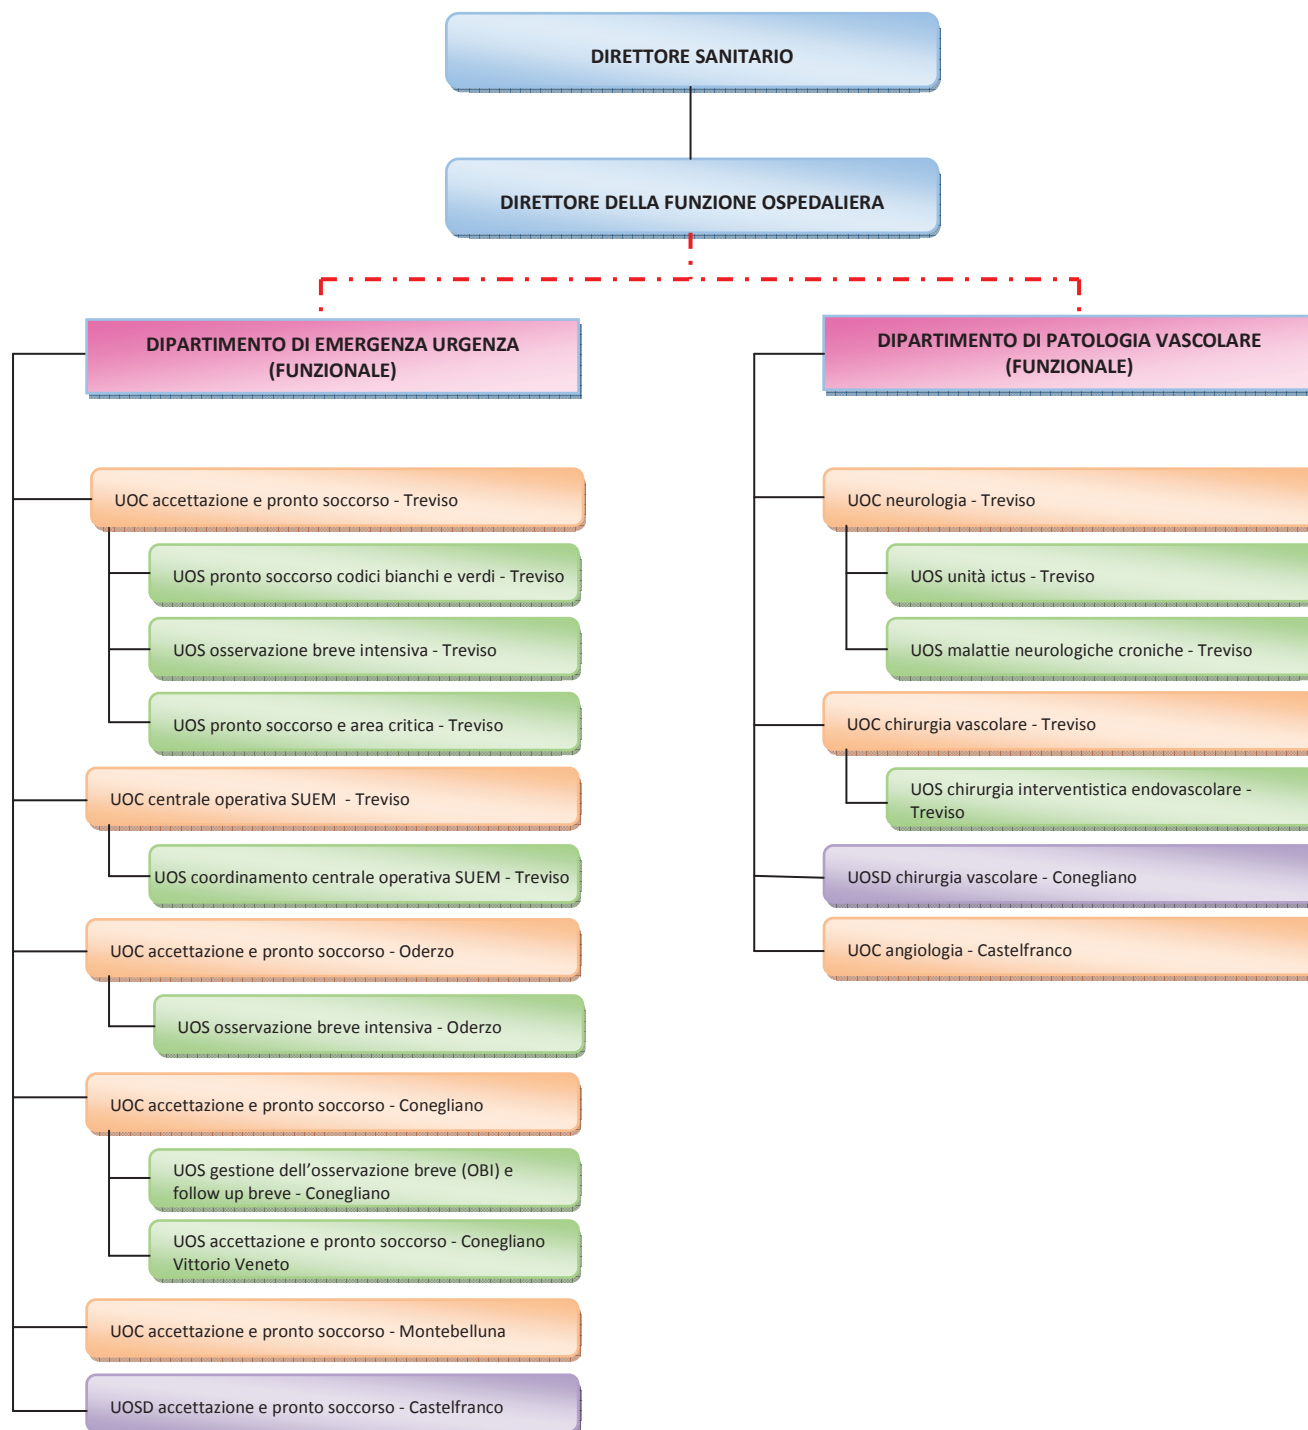 DIRETTORE SANITARIO
DIRETTORE DELLA FUNZIONE OSPEDALIERA
DIPARTIMENTO DI EMERGENZA URGENZA
(FUNZIONALE)
UOC accettazione e pronto soccorso - Treviso
UOS pronto soccorso codici bianchi e verdi - Treviso
UOS osservazione breve intensiva - Treviso
UOS pronto soccorso e area critica - Treviso
UOC centrale operativa SUEM - Treviso
UOS coordinamento centrale operativa SUEM - Treviso
UOC accettazione e pronto soccorso - Oderzo
UOS osservazione breve intensiva - Oderzo
UOC accettazione e pronto soccorso - Conegliano
UOS gestione dell’osservazione breve (OBI) e
follow up breve - Conegliano
UOS accettazione e pronto soccorso - Conegliano
Vittorio Veneto
UOC accettazione e pronto soccorso - Montebelluna
UOSD accettazione e pronto soccorso - Castelfranco
DIPARTIMENTO DI PATOLOGIA VASCOLARE
(FUNZIONALE)
UOC neurologia - Treviso
UOS unità ictus - Treviso
UOS malattie neurologiche croniche - Treviso
UOC chirurgia vascolare - Treviso
UOS chirurgia interventistica endovascolare -
Treviso
UOSD chirurgia vascolare - Conegliano
UOC angiologia - Castelfranco